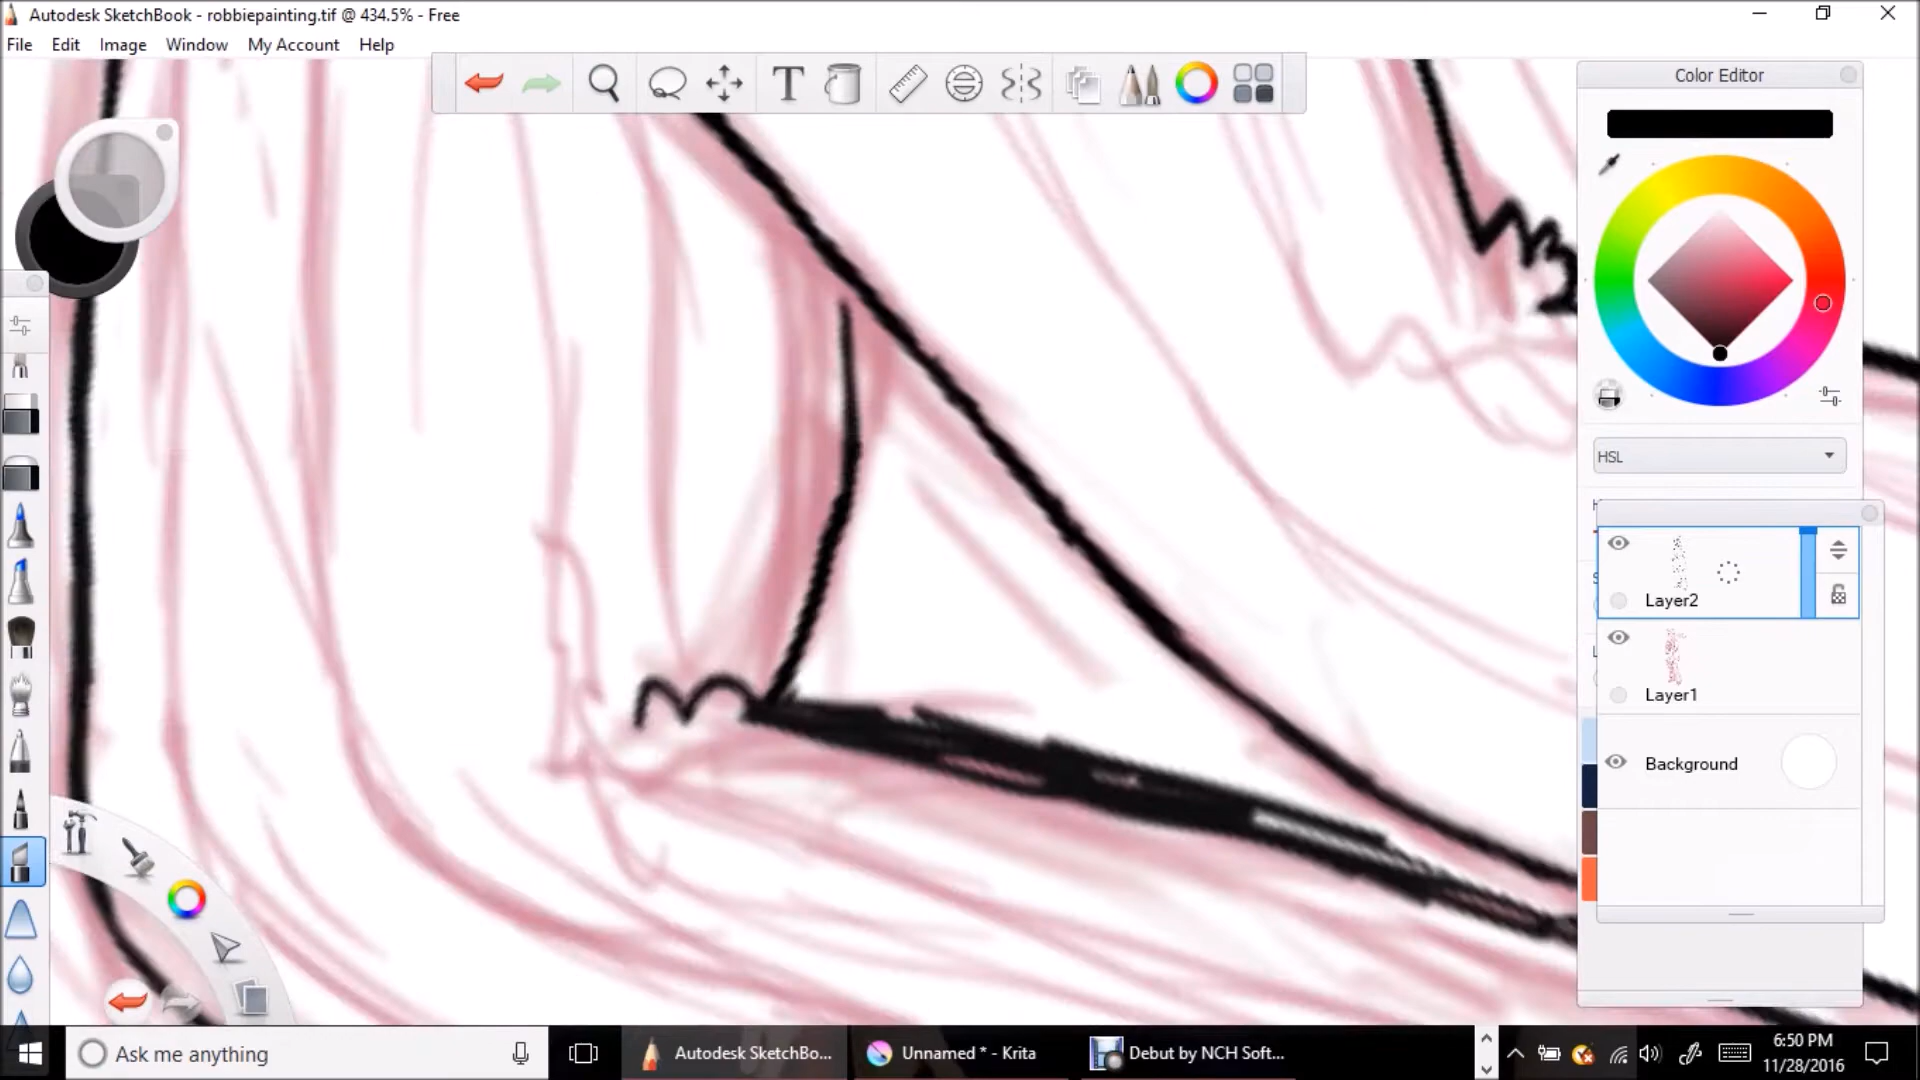 Autodesk SketchBook - robbiepainting.tif @ 434.5% - Free
File Edit Image Window My Account Help
T
Color Editor
HSL
Layer2
Layer1
Background
Ask me anything
Autodesk SketchBo...
Unnamed * - Krita
Debut by NCH Soft...
6:50 PM
11/28/2016